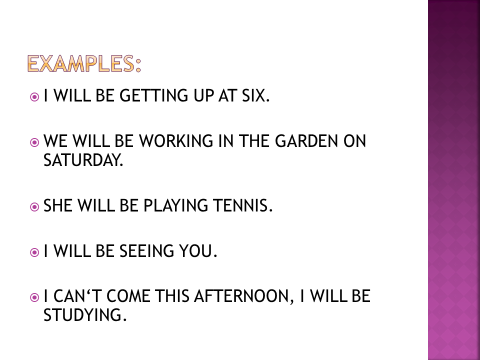 EXAMPLES:
I WILL BE GETTING UP AT SIX.
WE WILL BE WORKING IN THE GARDEN ON
SATURDAY.
SHE WILL BE PLAYING TENNIS.
I WILL BE SEEING YOU.
I CAN‘T COME THIS AFTERNOON, I WILL BE
STUDYING.